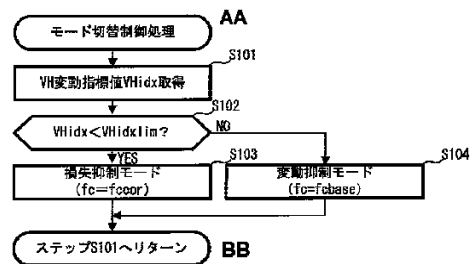 AA
モード切替制御処理
S101
VH変動指標値VHidx取得
S102
VHidx<VHidxlim?
NO
YES
S103
損失抑制モード
(fc=fccor)
S104
変動抑制モード
(fc=fcbase)
ステップS101へリターン
BB